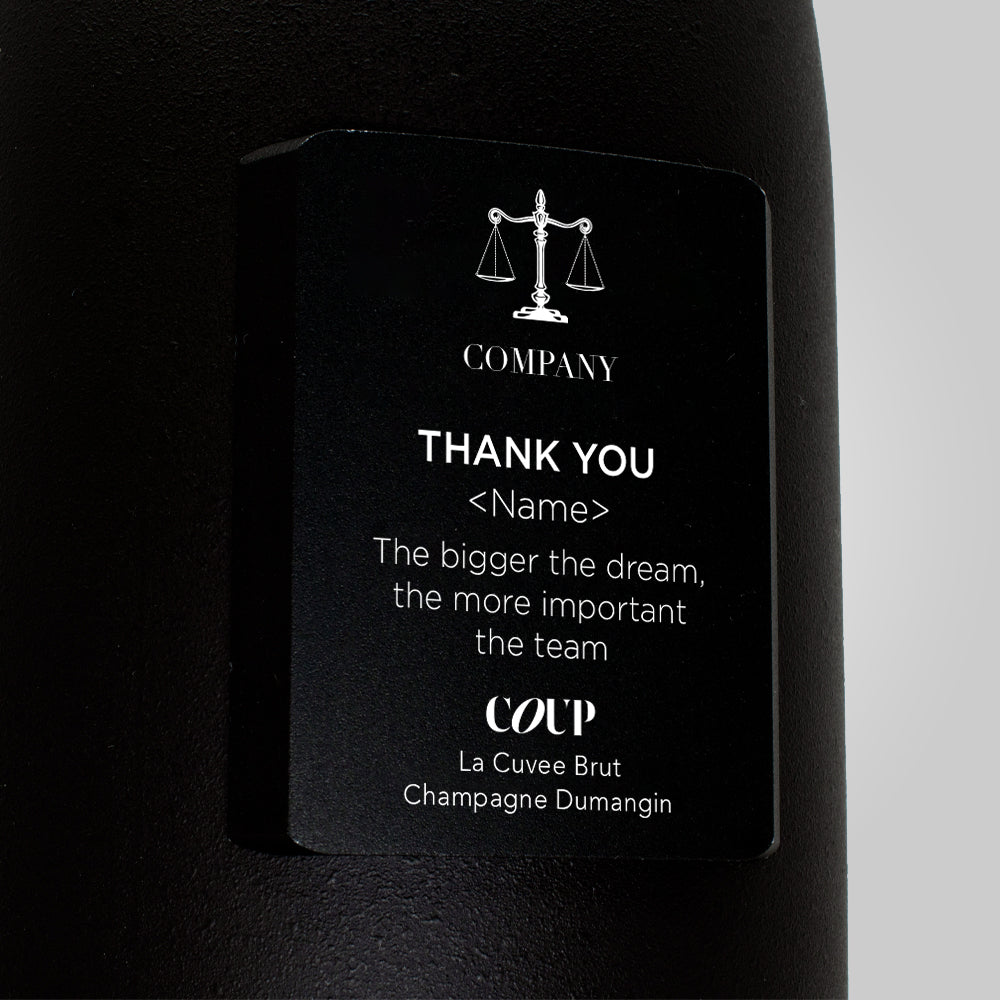 COMPANY
THANK YOU
<Name>
The bigger the dream,
the more important
the team
COUP
La Cuvee Brut
Champagne Dumangin